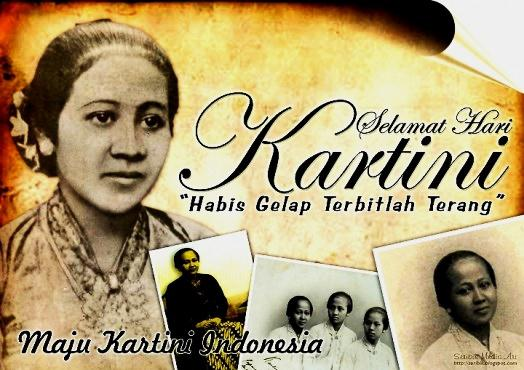 Selamat Hari
Kartini
"Habis Gelap Terbitlah Terang"
Maju Kartini Indonesia